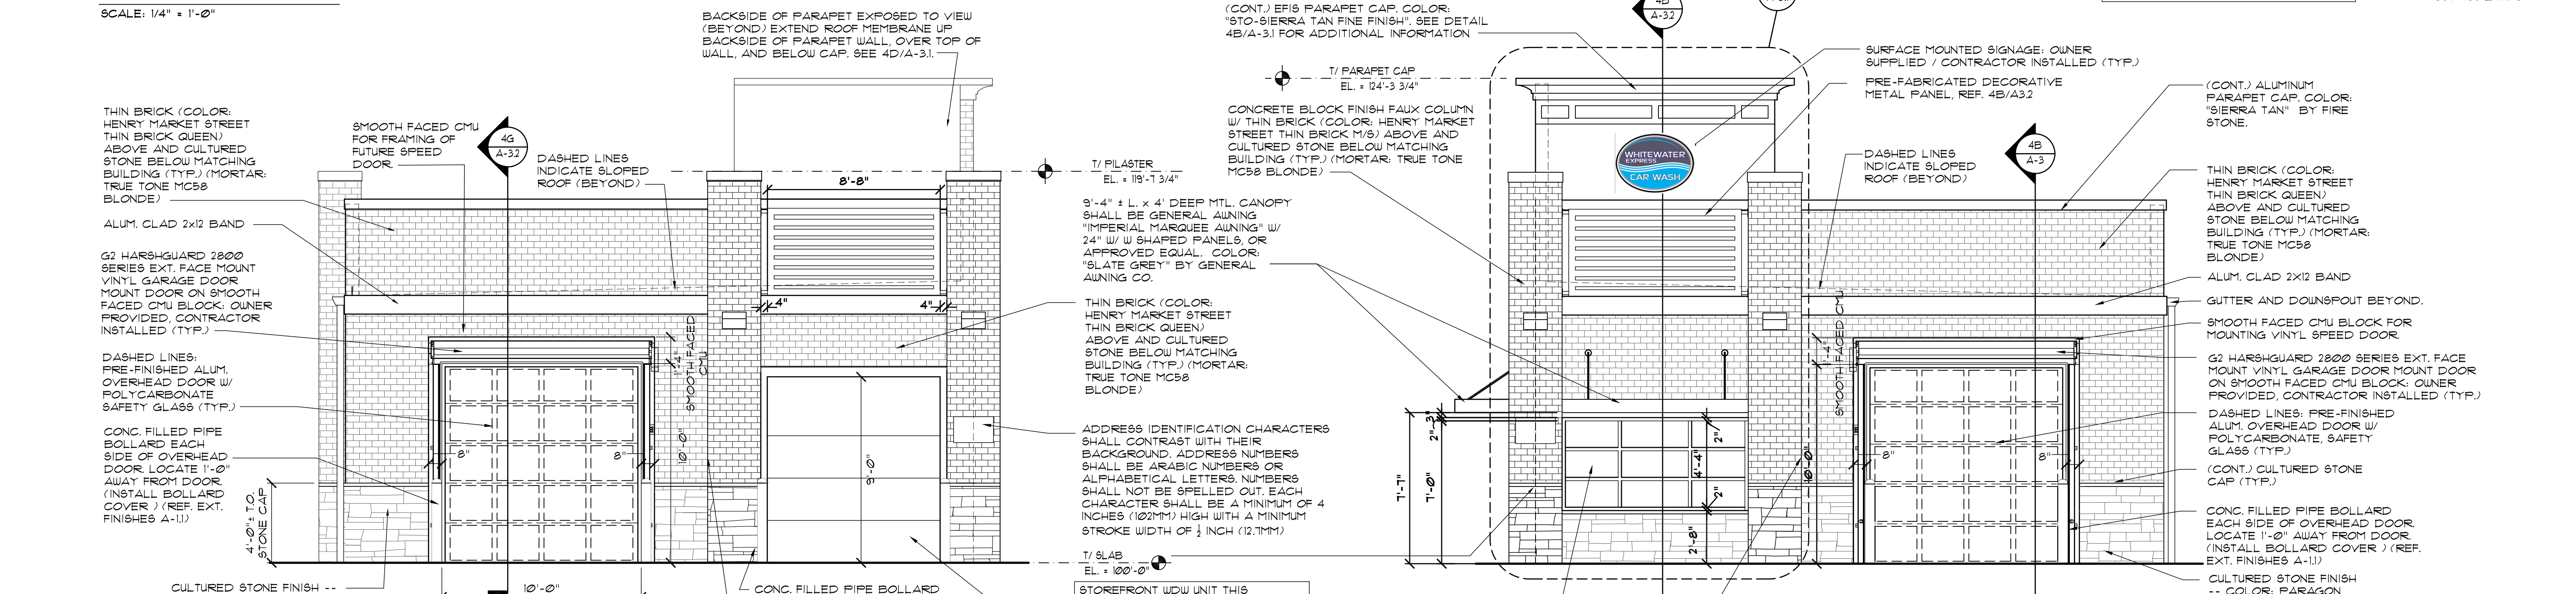 SCALE: 1/4" = 1'-0"
BACKSIDE OF PARAPET EXPOSED TO VIEW
(BEYOND) EXTEND ROOF MEMBRANE UP
BACKSIDE OF PARAPET WALL, OVER TOP OF
WALL, AND BELOW CAP. SEE 4D/A-3.1.
THIN BRICK (COLOR:
HENRY MARKET STREET
THIN BRICK QUEEN)
ABOVE AND CULTURED
STONE BELOW MATCHING
BUILDING (TYP.) (MORTAR:
TRUE TONE MC58
BLONDE)
ALUM. CLAD 2x12 BAND
G2 HARSHGUARD 2800
SERIES EXT. FACE MOUNT
VINYL GARAGE DOOR
MOUNT DOOR ON SMOOTH
FACED CMU BLOCK: OWNER
PROVIDED, CONTRACTOR
INSTALLED (TYP.)
DASHED LINES:
PRE-FINISHED ALUM.
OVERHEAD DOOR W/
POLYCARBONATE
SAFETY GLASS (TYP.)
CONC. FILLED PIPE
BOLLARD EACH
SIDE OF OVERHEAD
DOOR. LOCATE 1'-0"
AWAY FROM DOOR.
(INSTALL BOLLARD
COVER ) (REF. EXT.
FINISHES A-1.1)
4'-0"± T.O.
STONE CAP
CULTURED STONE FINISH --
SMOOTH FACED CMU
FOR FRAMING OF
FUTURE SPEED
DOOR.
4G
A-3.2
DASHED LINES
INDICATE SLOPED
ROOF (BEYOND)
8'-8"
4"
4"
SMOOTH FACED
CMU
1'-4"
10'-0"
8"
8"
9'-0"
10'-0"
CONC. FILLED PIPE BOLLARD
T/ PILASTER
EL. = 119'-7 3/4"
THIN BRICK (COLOR:
HENRY MARKET STREET
THIN BRICK QUEEN)
ABOVE AND CULTURED
STONE BELOW MATCHING
BUILDING (TYP.) (MORTAR:
TRUE TONE MC58
BLONDE)
ADDRESS IDENTIFICATION CHARACTERS
SHALL CONTRAST WITH THEIR
BACKGROUND. ADDRESS NUMBERS
SHALL BE ARABIC NUMBERS OR
ALPHABETICAL LETTERS. NUMBERS
SHALL NOT BE SPELLED OUT. EACH
CHARACTER SHALL BE A MINIMUM OF 4
INCHES (102MM) HIGH WITH A MINIMUM
STROKE WIDTH OF ½ INCH (12.7MM)
T/ SLAB
EL. = 100'-0"
STOREFRONT WDW UNIT THIS
(CONT.) EFIS PARAPET CAP. COLOR:
"STO-SIERRA TAN FINE FINISH". SEE DETAIL
4B/A-3.1 FOR ADDITIONAL INFORMATION
T/ PARAPET CAP
EL. = 124'-3 3/4"
CONCRETE BLOCK FINISH FAUX COLUMN
W/ THIN BRICK (COLOR: HENRY MARKET
STREET THIN BRICK M/S) ABOVE AND
CULTURED STONE BELOW MATCHING
BUILDING (TYP.) (MORTAR: TRUE TONE
MC58 BLONDE)
9'-4" ± L. x 4' DEEP MTL. CANOPY
SHALL BE GENERAL AWNING
"IMPERIAL MARQUEE AWNING" W/
24" W/ W SHAPED PANELS, OR
APPROVED EQUAL. COLOR:
"SLATE GREY" BY GENERAL
AWNING CO.
A-3.2
WHITEWATER
EXPRESS
CAR WASH
SURFACE MOUNTED SIGNAGE: OWNER
SUPPLIED / CONTRACTOR INSTALLED (TYP.)
PRE-FABRICATED DECORATIVE
METAL PANEL, REF. 4B/A3.2
DASHED LINES
INDICATE SLOPED
ROOF (BEYOND)
4B
A-3
7'-7"
7'-0"
2"
3"
2"
4'-4"
2"
2'-8"
SMOOTH FACED CMU
1'-4"
10'-0"
8"
8"
(CONT.) ALUMINUM
PARAPET CAP. COLOR:
"SIERRA TAN" BY FIRE
STONE.
THIN BRICK (COLOR:
HENRY MARKET STREET
THIN BRICK QUEEN)
ABOVE AND CULTURED
STONE BELOW MATCHING
BUILDING (TYP.) (MORTAR:
TRUE TONE MC58
BLONDE)
ALUM. CLAD 2X12 BAND
GUTTER AND DOWNSPOUT BEYOND.
SMOOTH FACED CMU BLOCK FOR
MOUNTING VINYL SPEED DOOR.
G2 HARSHGUARD 2800 SERIES EXT. FACE
MOUNT VINYL GARAGE DOOR MOUNT DOOR
ON SMOOTH FACED CMU BLOCK: OWNER
PROVIDED, CONTRACTOR INSTALLED (TYP.)
DASHED LINES: PRE-FINISHED
ALUM. OVERHEAD DOOR W/
POLYCARBONATE, SAFETY
GLASS (TYP.)
(CONT.) CULTURED STONE
CAP (TYP.)
CONC. FILLED PIPE BOLLARD
EACH SIDE OF OVERHEAD DOOR.
LOCATE 1'-0" AWAY FROM DOOR.
(INSTALL BOLLARD COVER ) (REF.
EXT. FINISHES A-1.1)
CULTURED STONE FINISH
-- COLOR: PARAGON